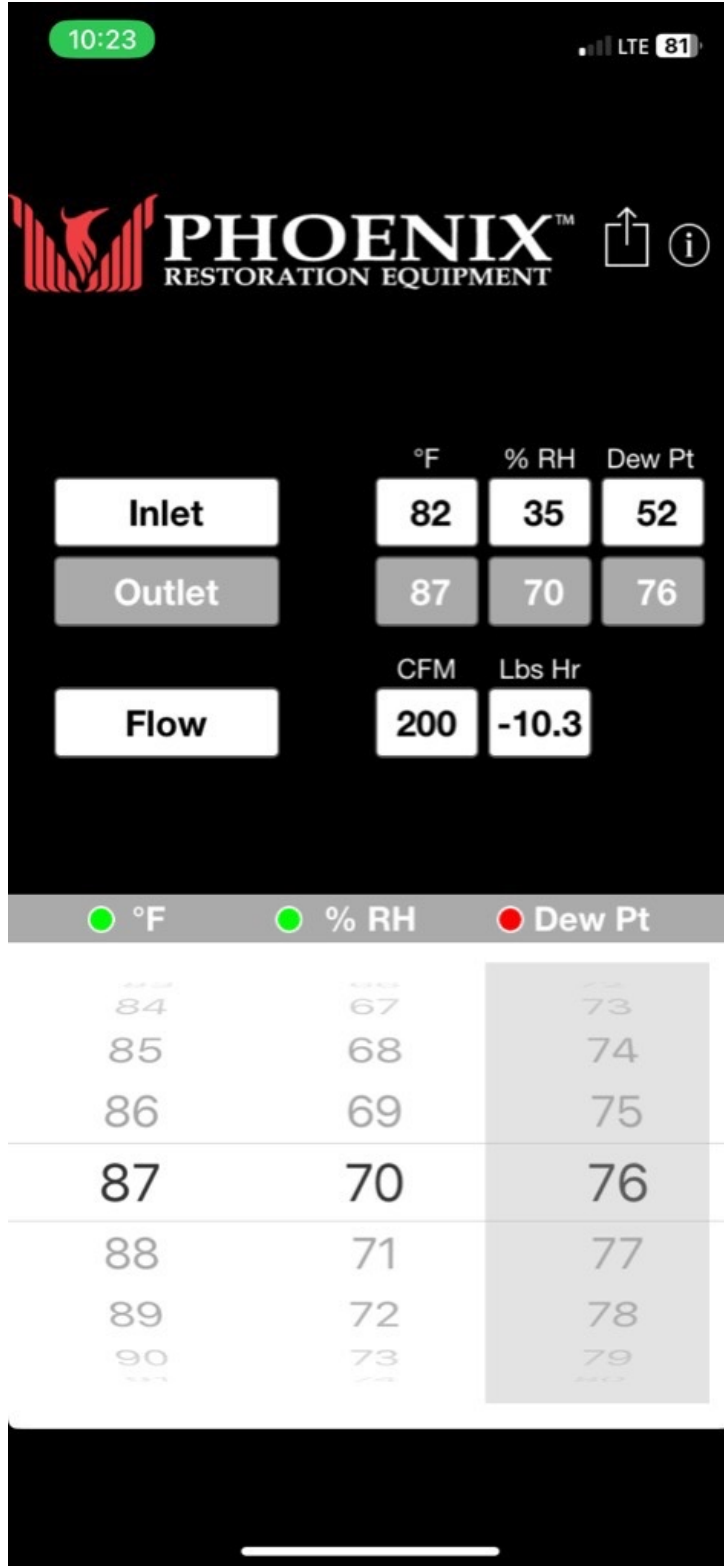 10:23
LTE 81
PHOENIX™
RESTORATION EQUIPMENT
i
°F % RH Dew Pt
Inlet 82 35 52
Outlet 87 70 76
CFM Lbs Hr
Flow 200 -10.3
°F % RH Dew Pt
84 67 73
85 68 74
86 69 75
87 70 76
88 71 77
89 72 78
90 73 79